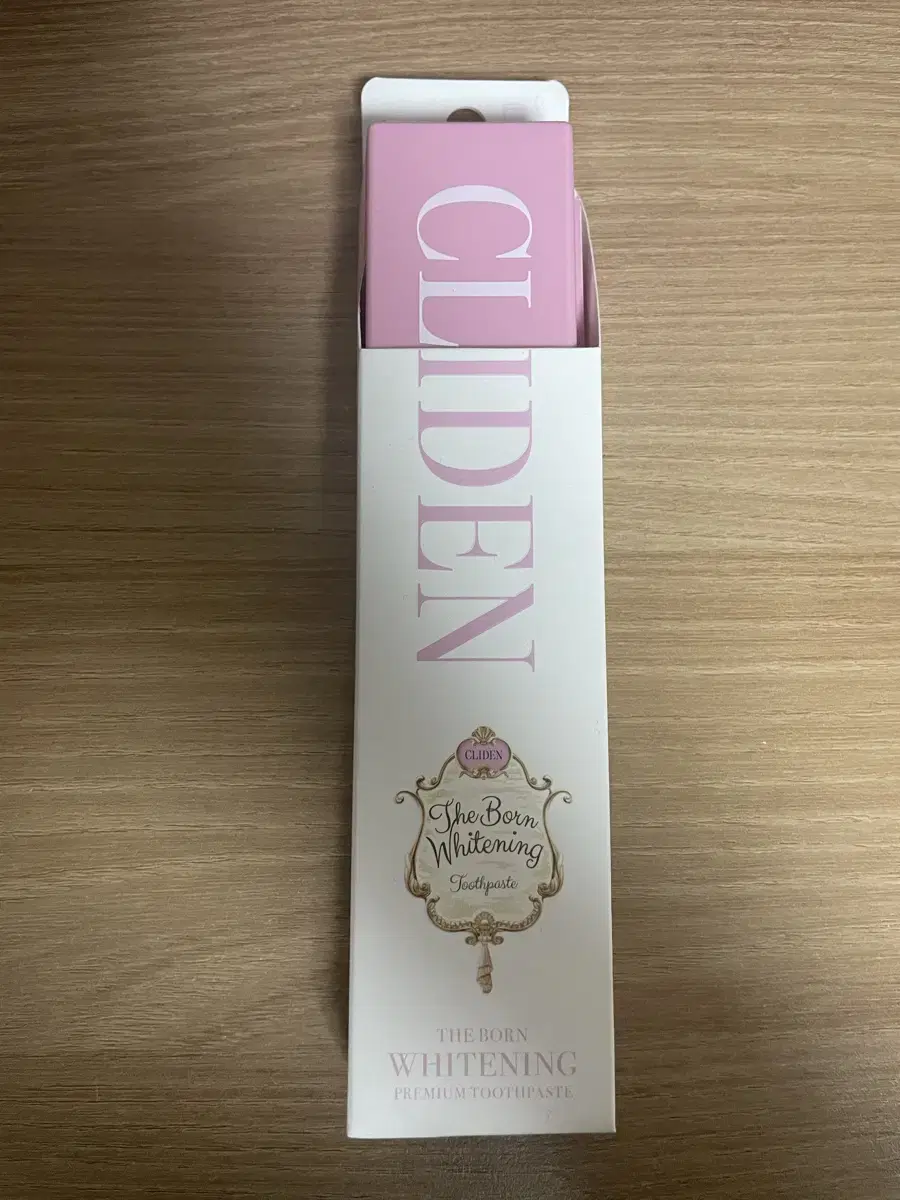 CLIDEN
CLIDEN
The Born
Whitening
Toothpaste
THE BORN
WHITENING
PREMIUM TOOTHPASTE